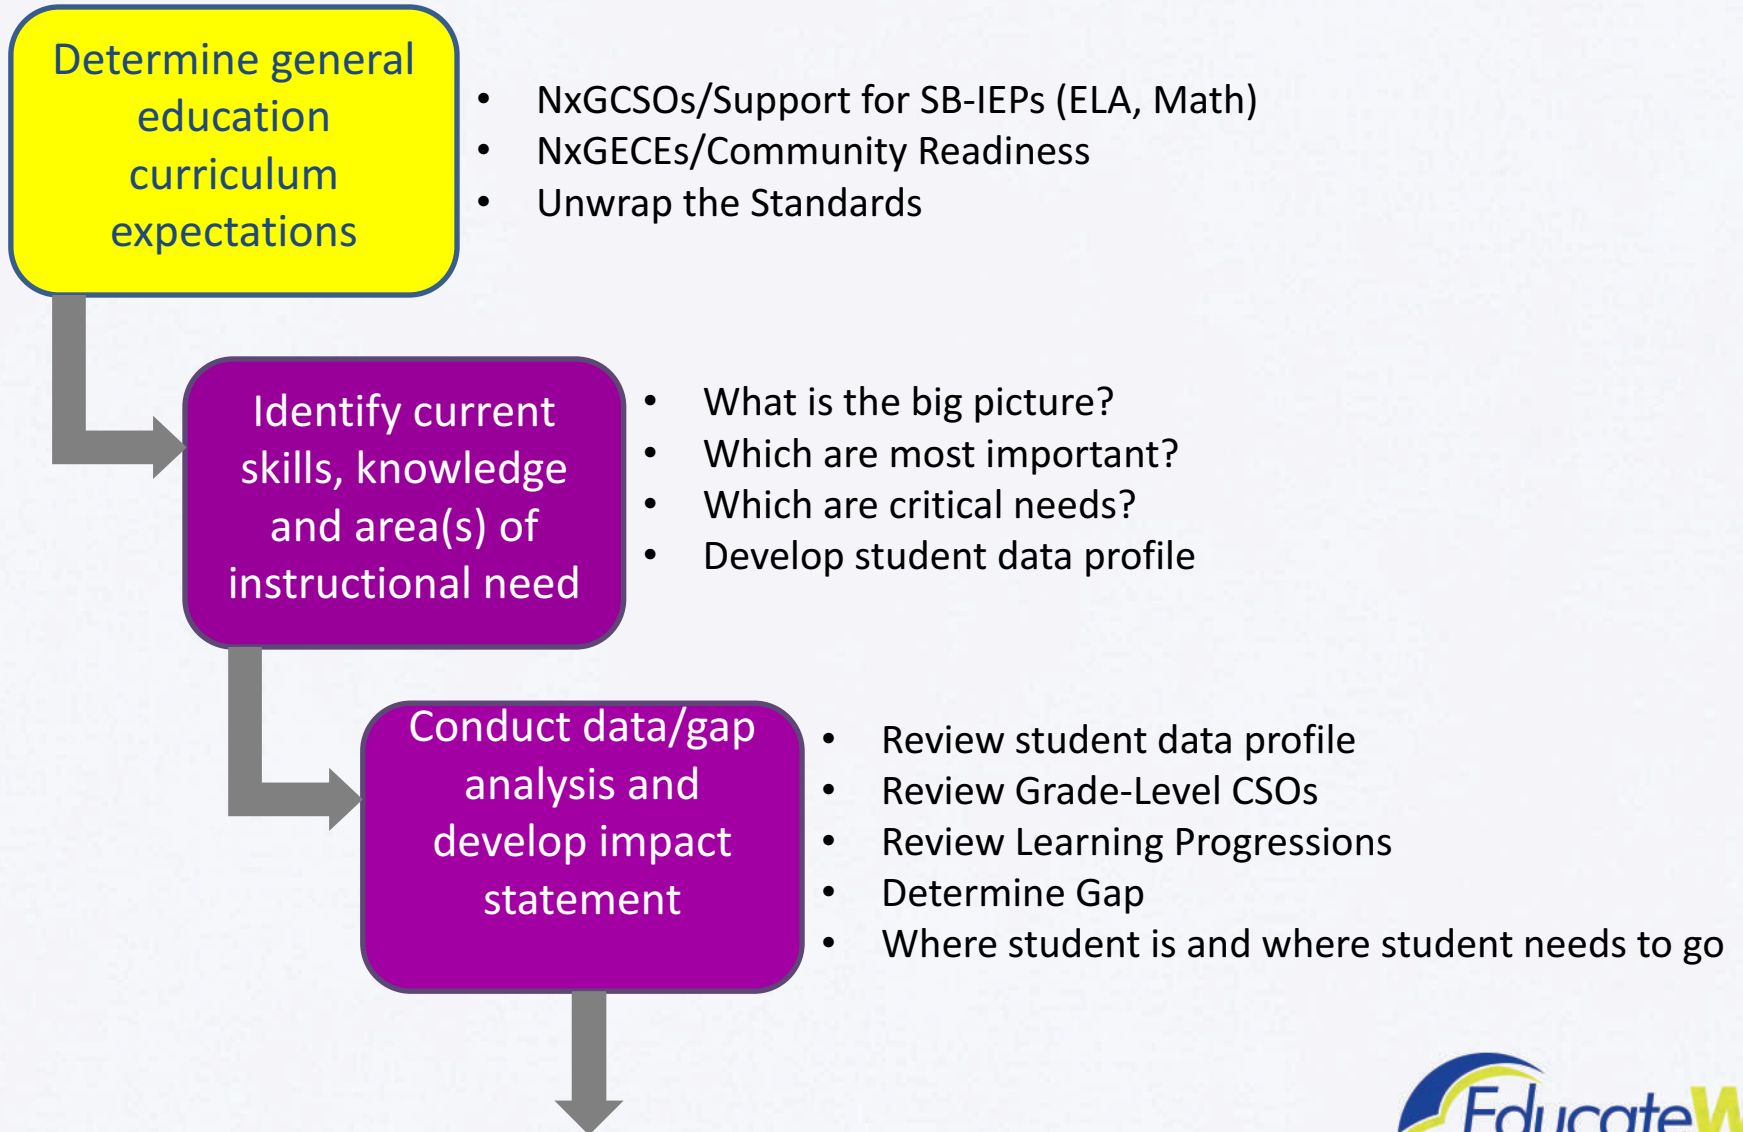 Determine general
education
curriculum
expectations
• NxGCSOs/Support for SB-IEPs (ELA, Math)
• NxGECEs/Community Readiness
• Unwrap the Standards
Identify current
skills, knowledge
and area(s) of
instructional need
• What is the big picture?
• Which are most important?
• Which are critical needs?
• Develop student data profile
Conduct data/gap
analysis and
develop impact
statement
• Review student data profile
• Review Grade-Level CSOs
• Review Learning Progressions
• Determine Gap
• Where student is and where student needs to go
EducateW